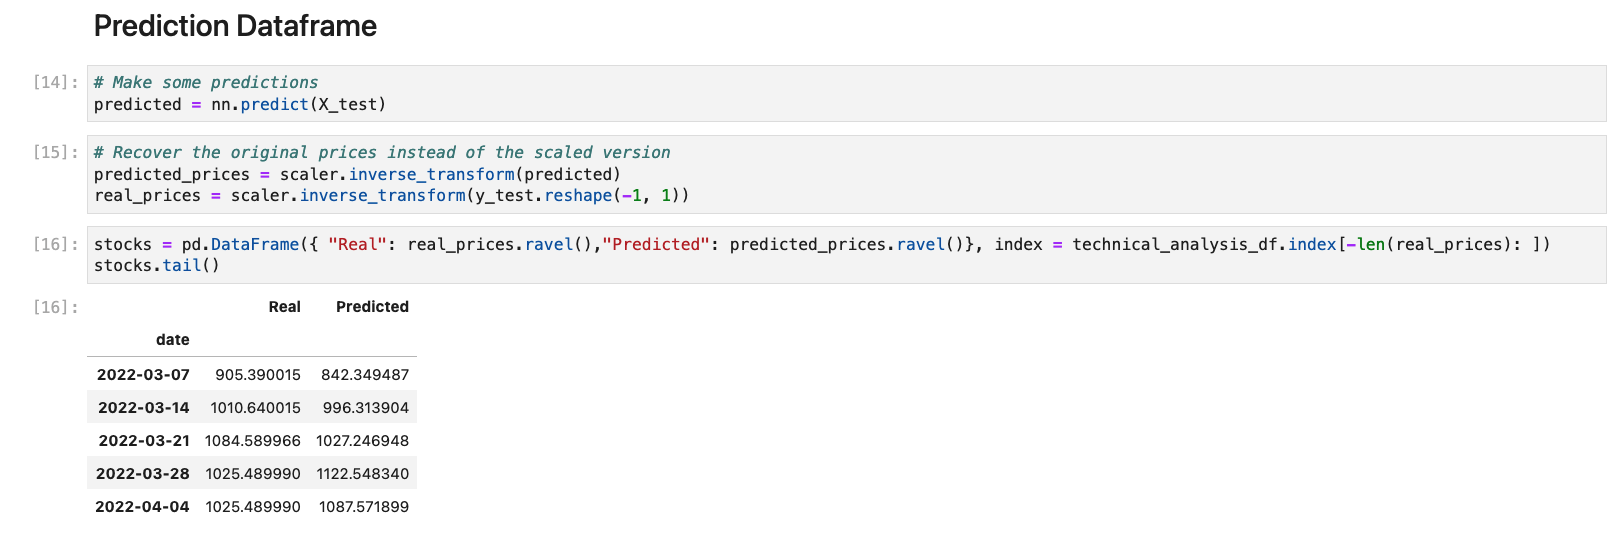 Prediction Dataframe
[14]: # Make some predictions
predicted = nn.predict(X_test)
[15]: # Recover the original prices instead of the scaled version
predicted_prices = scaler.inverse_transform(predicted)
real_prices = scaler.inverse_transform(y_test.reshape(-1, 1))
[16]: stocks = pd.DataFrame({ "Real": real_prices.ravel(),"Predicted": predicted_prices.ravel()}, index = technical_analysis_df.index[-len(real_prices): ])
stocks.tail()
[16]: Real Predicted
date
2022-03-07 905.390015 842.349487
2022-03-14 1010.640015 996.313904
2022-03-21 1084.589966 1027.246948
2022-03-28 1025.489990 1122.548340
2022-04-04 1025.489990 1087.571899